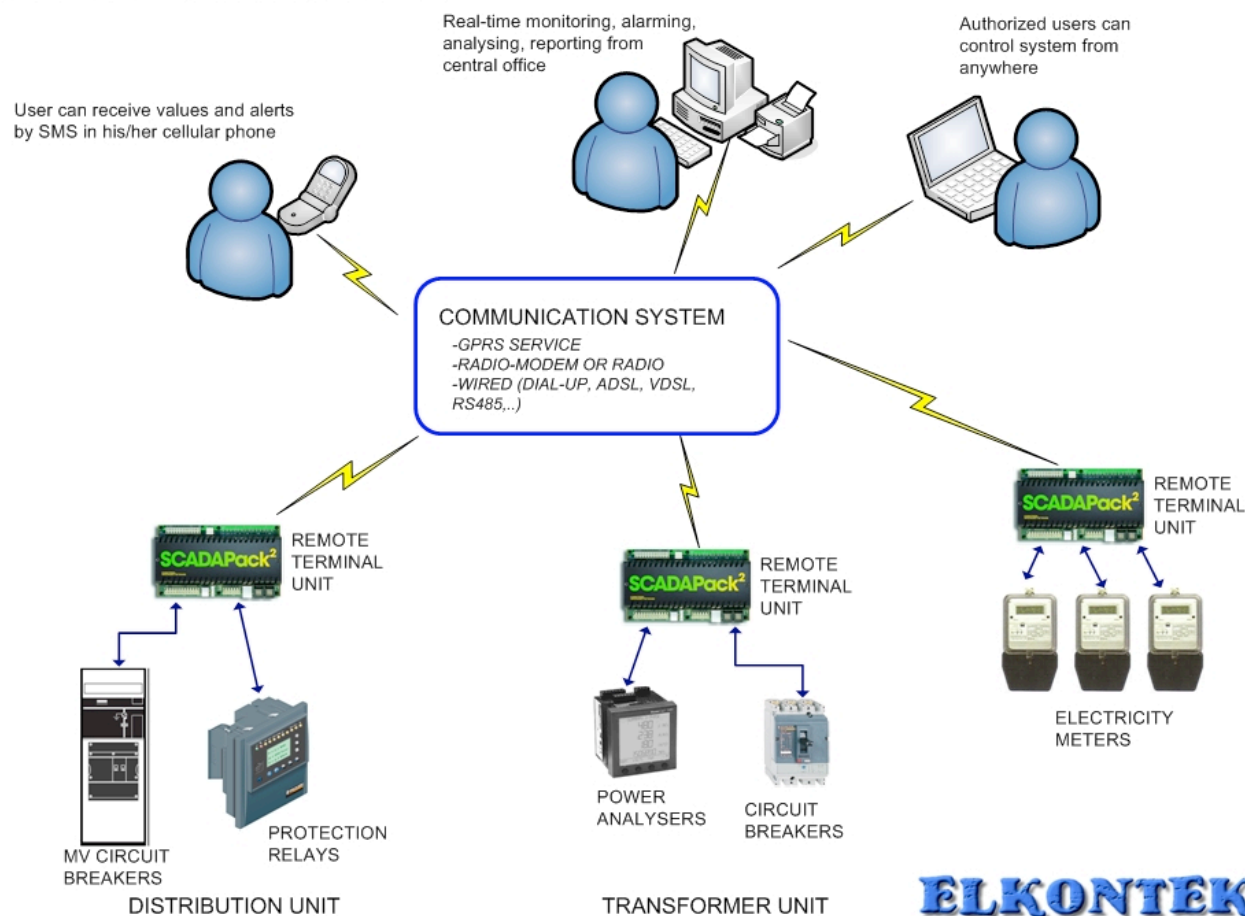 Real-time monitoring, alarming,
analysing, reporting from
central office
Authorized users can
control system from
anywhere
User can receive values and alerts
by SMS in his/her cellular phone
COMMUNICATION SYSTEM
-GPRS SERVICE
-RADIO-MODEM OR RADIO
-WIRED (DIAL-UP, ADSL, VDSL,
RS485,..)
SCADAPack²
REMOTE
TERMINAL
UNIT
SCADAPack²
REMOTE
TERMINAL
UNIT
SCADAPack²
REMOTE
TERMINAL
UNIT
MV CIRCUIT
BREAKERS
PROTECTION
RELAYS
DISTRIBUTION UNIT
POWER
ANALYSERS
CIRCUIT
BREAKERS
TRANSFORMER UNIT
ELECTRICITY
METERS
ELKONTEK